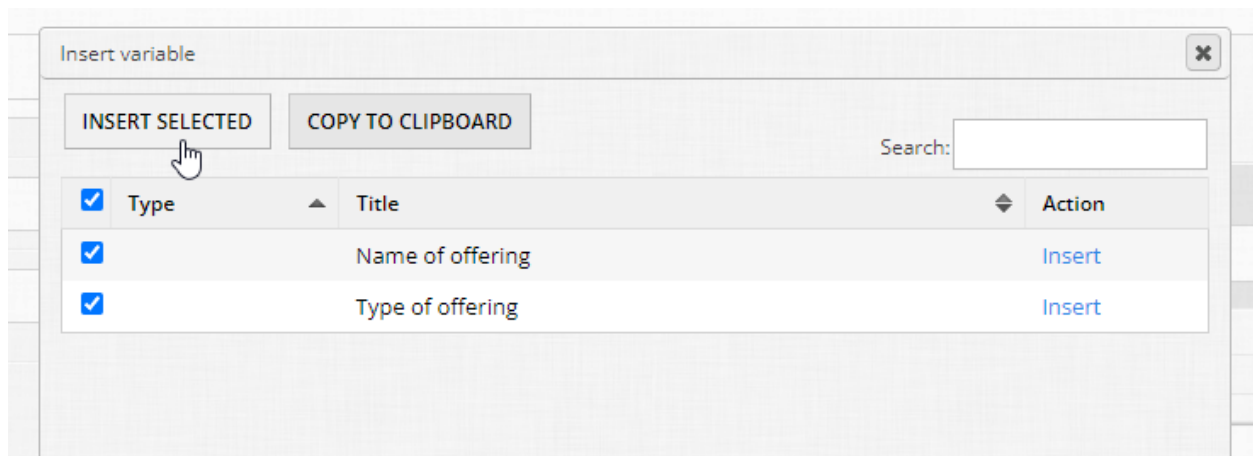 Insert variable
INSERT SELECTED COPY TO CLIPBOARD
Search:
Type Title Action
Name of offering Insert
Type of offering Insert